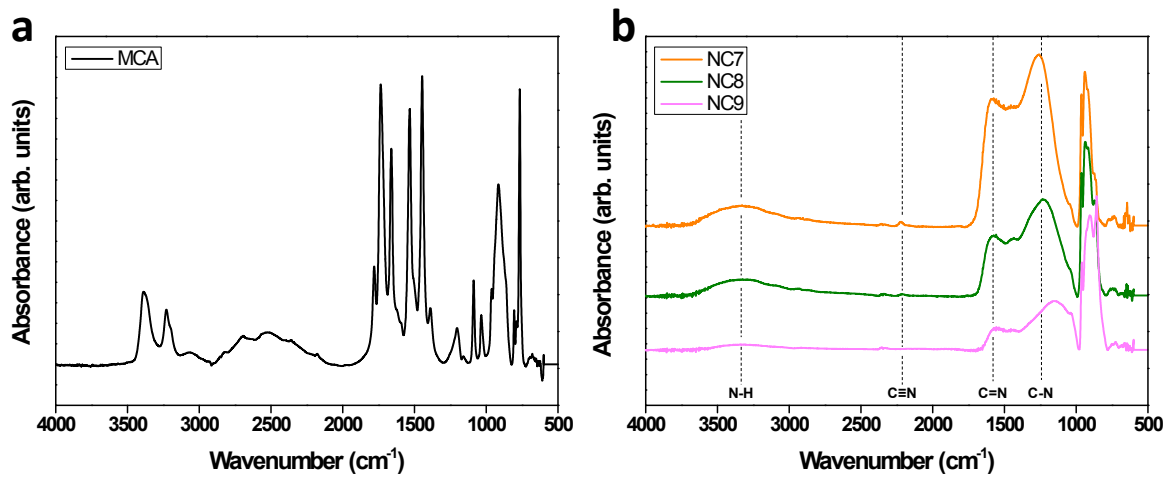 a
MCA
Absorbance (arb. units)
4000 3500 3000 2500 2000 1500 1000 500
Wavenumber (cm-1)
b
NC7
NC8
NC9
Absorbance (arb. units)
N-H C≡N C=N C-N
4000 3500 3000 2500 2000 1500 1000 500
Wavenumber (cm-1)